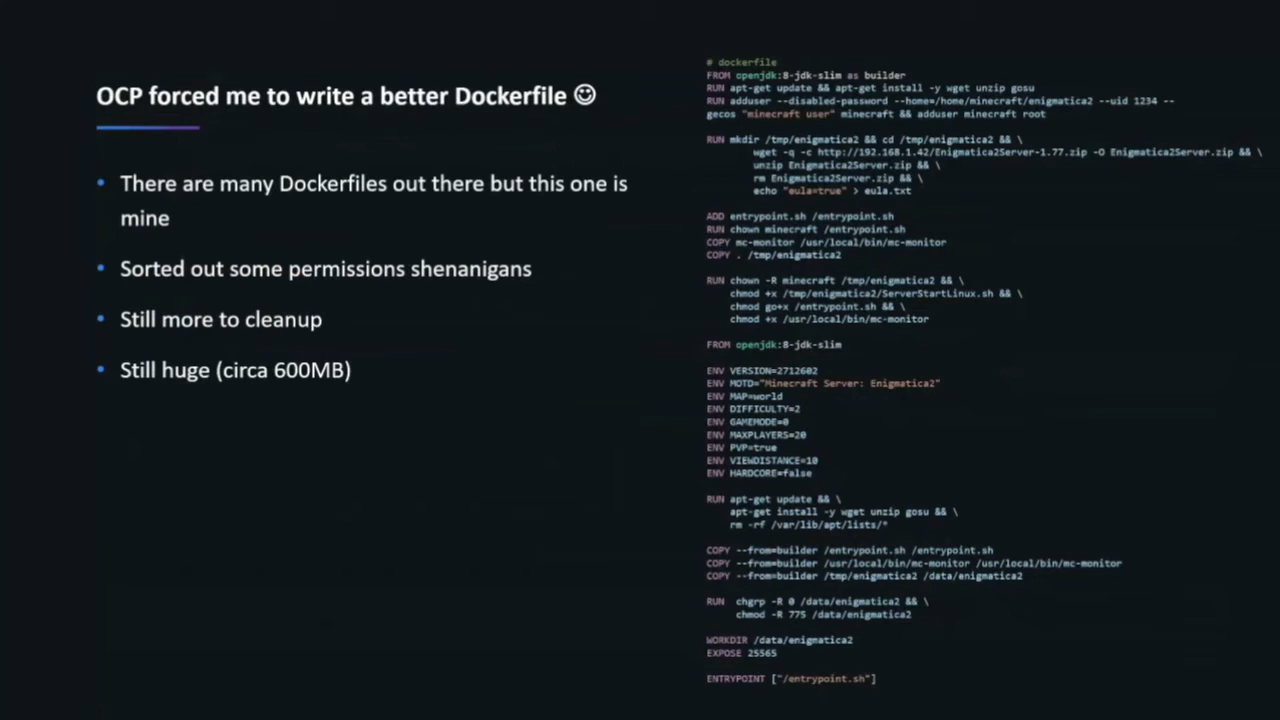 OCP forced me to write a better Dockerfile ☺
• There are many Dockerfiles out there but this one is
mine
• Sorted out some permissions shenanigans
• Still more to cleanup
• Still huge (circa 600MB)
# dockerfile
FROM openjdk:8-jdk-slim as builder
RUN apt-get update && apt-get install -y wget unzip gosu
RUN adduser --disabled-password --home=/home/minecraft/enigmatica2 --uid 1234 --
gecos "minecraft user" minecraft && adduser minecraft root
RUN mkdir /tmp/enigmatica2 && cd /tmp/enigmatica2 && \
wget -q -c http://192.168.1.42/Enigmatica2Server-1.77.zip -O Enigmatica2Server.zip && \
unzip Enigmatica2Server.zip && \
rm Enigmatica2Server.zip && \
echo "eula=true" > eula.txt
ADD entrypoint.sh /entrypoint.sh
RUN chown minecraft /entrypoint.sh
COPY mc-monitor /usr/local/bin/mc-monitor
COPY . /tmp/enigmatica2
RUN chown -R minecraft /tmp/enigmatica2 && \
chmod +x /tmp/enigmatica2/ServerStartLinux.sh && \
chmod go+x /entrypoint.sh && \
chmod +x /usr/local/bin/mc-monitor
FROM openjdk:8-jdk-slim
ENV VERSION=2712602
ENV MOTD="Minecraft Server: Enigmatica2"
ENV MAP=world
ENV DIFFICULTY=2
ENV GAMEMODE=0
ENV MAXPLAYERS=20
ENV PVP=true
ENV VIEWDISTANCE=10
ENV HARDCORE=false
RUN apt-get update && \
apt-get install -y wget unzip gosu && \
rm -rf /var/lib/apt/lists/*
COPY --from=builder /entrypoint.sh /entrypoint.sh
COPY --from=builder /usr/local/bin/mc-monitor /usr/local/bin/mc-monitor
COPY --from=builder /tmp/enigmatica2 /data/enigmatica2
RUN chgrp -R 0 /data/enigmatica2 && \
chmod -R 775 /data/enigmatica2
WORKDIR /data/enigmatica2
EXPOSE 25565
ENTRYPOINT ["/entrypoint.sh"]